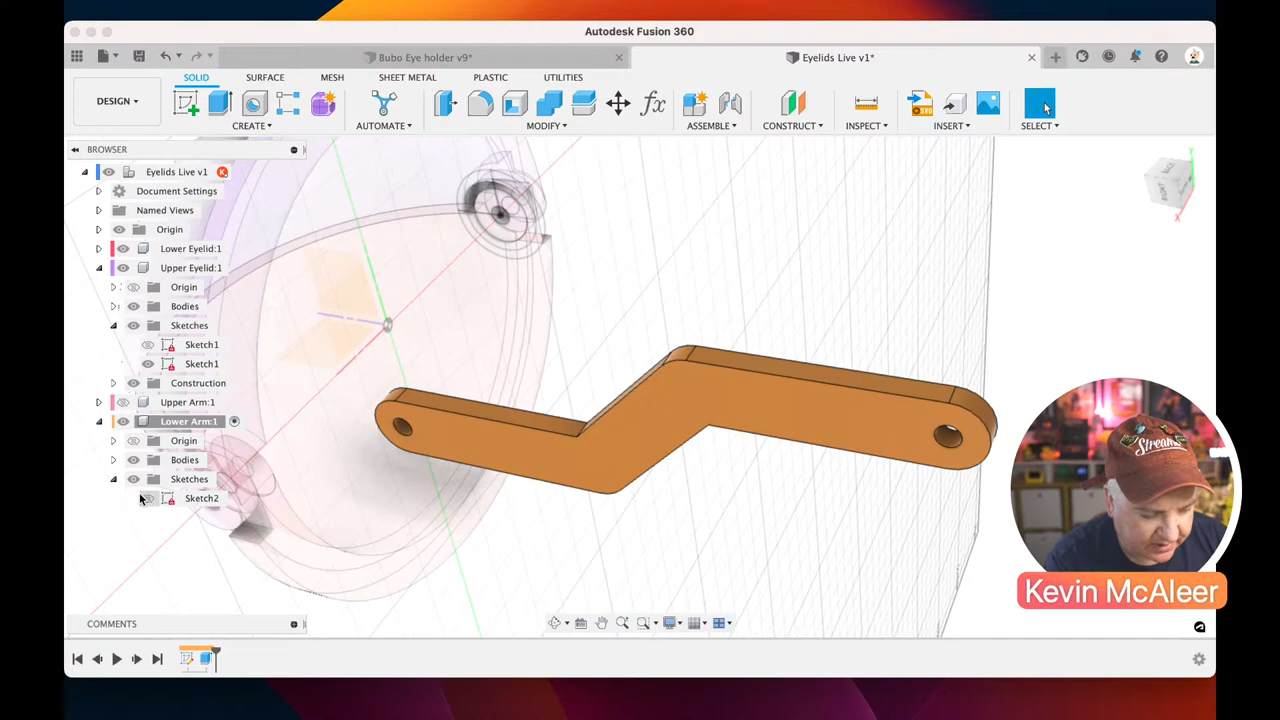 Autodesk Fusion 360
Bubo Eye holder v9*
Eyelids Live v1*
SOLID SURFACE MESH SHEET METAL PLASTIC UTILITIES
DESIGN
CREATE AUTOMATE MODIFY ASSEMBLE CONSTRUCT INSPECT INSERT SELECT
BROWSER
Eyelids Live v1
Document Settings
Named Views
Origin
Lower Eyelid:1
Upper Eyelid:1
Origin
Bodies
Sketches
Sketch1
Sketch1
Construction
Upper Arm:1
Lower Arm:1
Origin
Bodies
Sketches
Sketch2
Streams
Kevin McAleer
COMMENTS